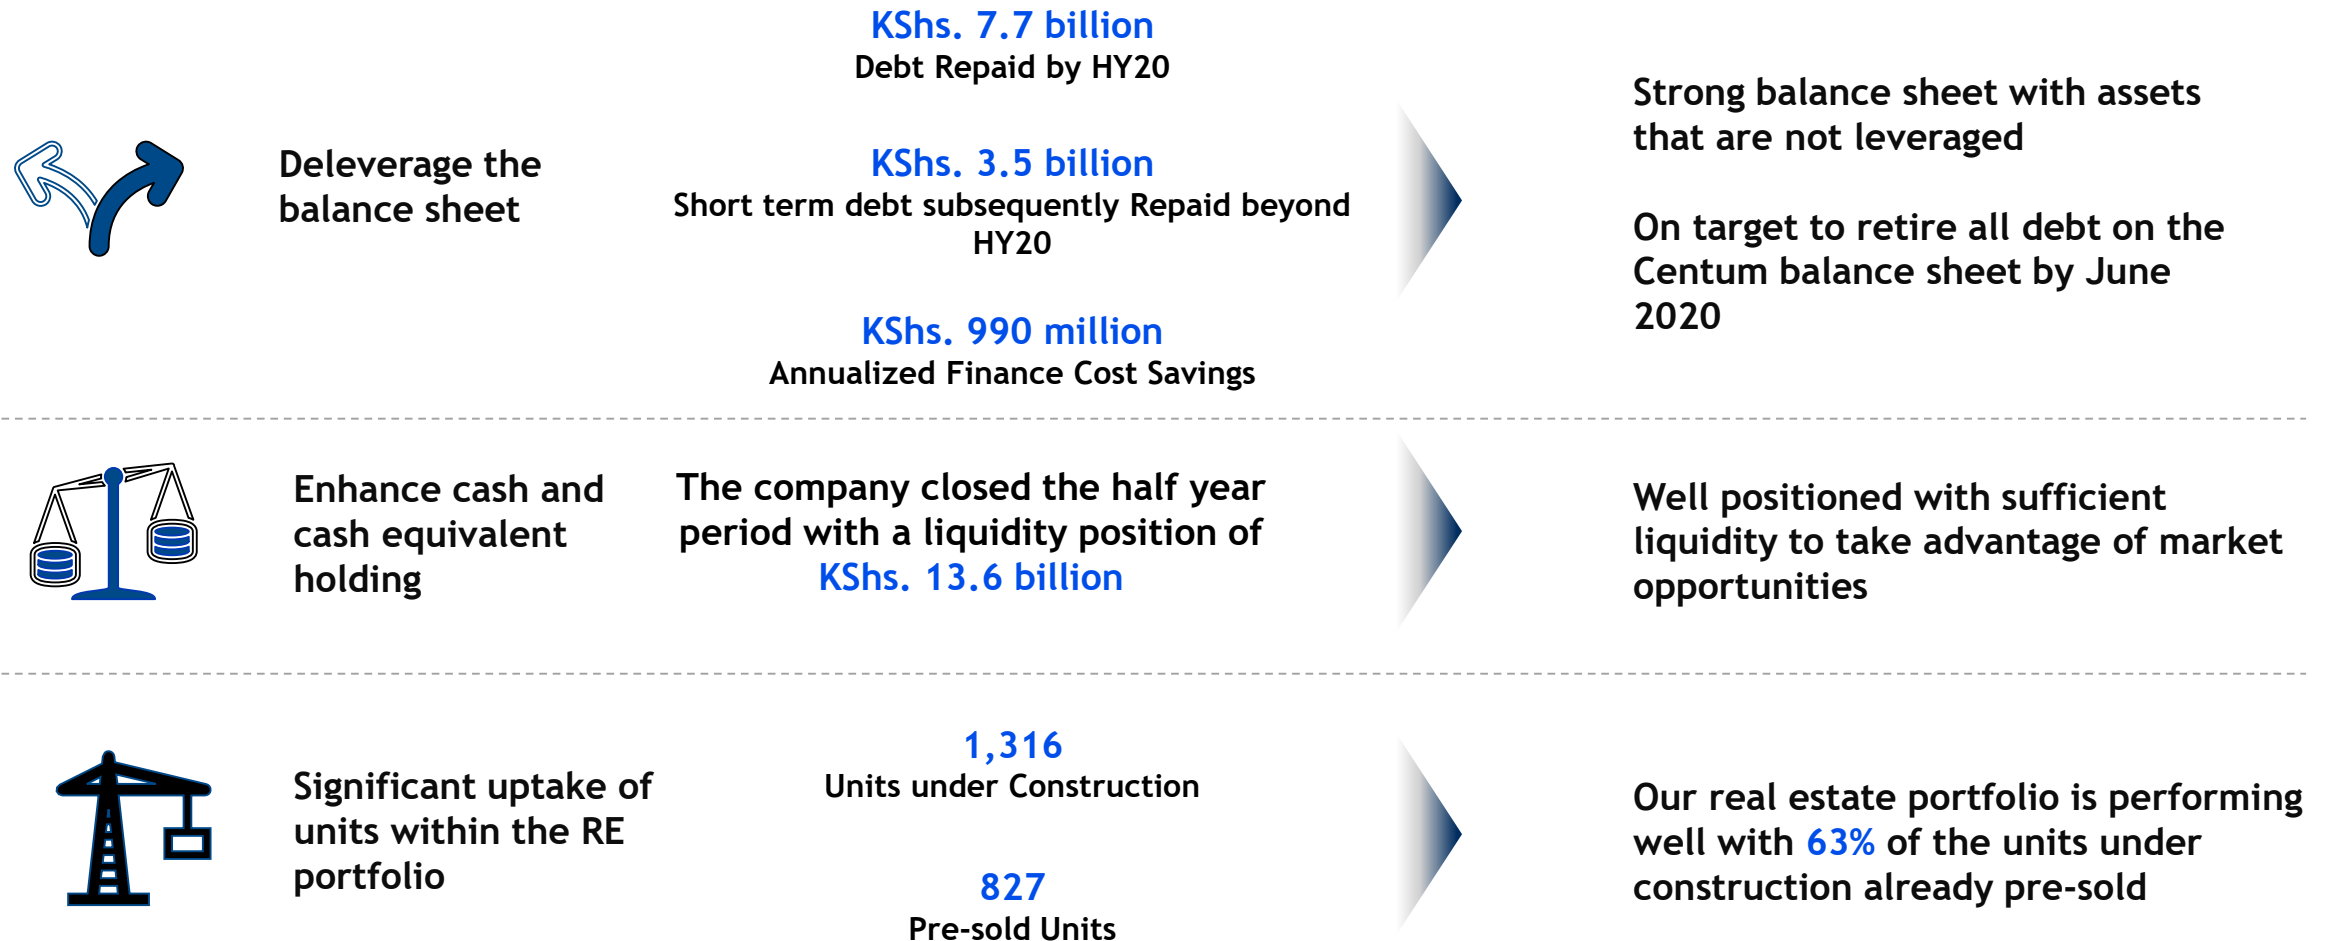 Deleverage the
balance sheet
KShs. 7.7 billion
Debt Repaid by HY20
KShs. 3.5 billion
Short term debt subsequently Repaid beyond
HY20
KShs. 990 million
Annualized Finance Cost Savings
Strong balance sheet with assets
that are not leveraged
On target to retire all debt on the
Centum balance sheet by June
2020
Enhance cash and
cash equivalent
holding
The company closed the half year
period with a liquidity position of
KShs. 13.6 billion
Well positioned with sufficient
liquidity to take advantage of market
opportunities
Significant uptake of
units within the RE
portfolio
1,316
Units under Construction
827
Pre-sold Units
Our real estate portfolio is performing
well with 63% of the units under
construction already pre-sold